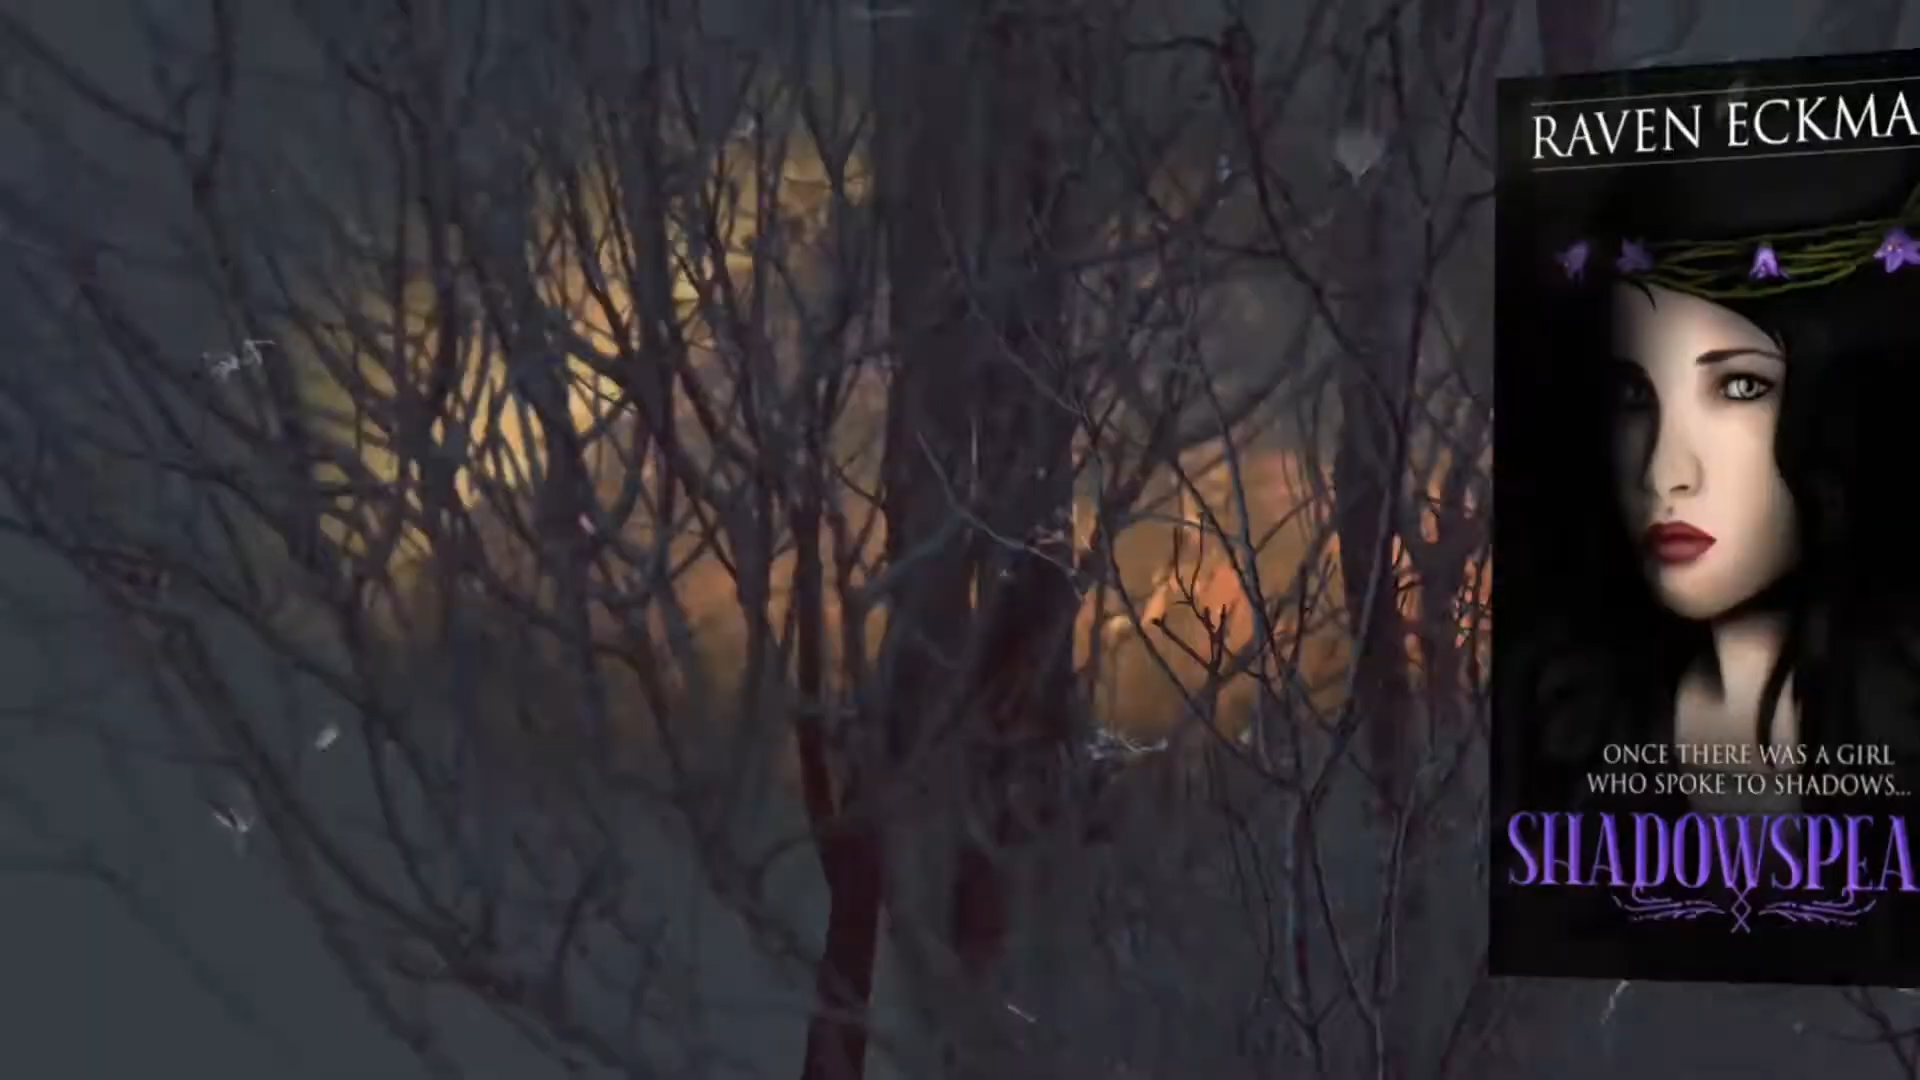 RAVEN ECKMA
ONCE THERE WAS A GIRL
WHO SPOKE TO SHADOWS...
SHADOWSPEA